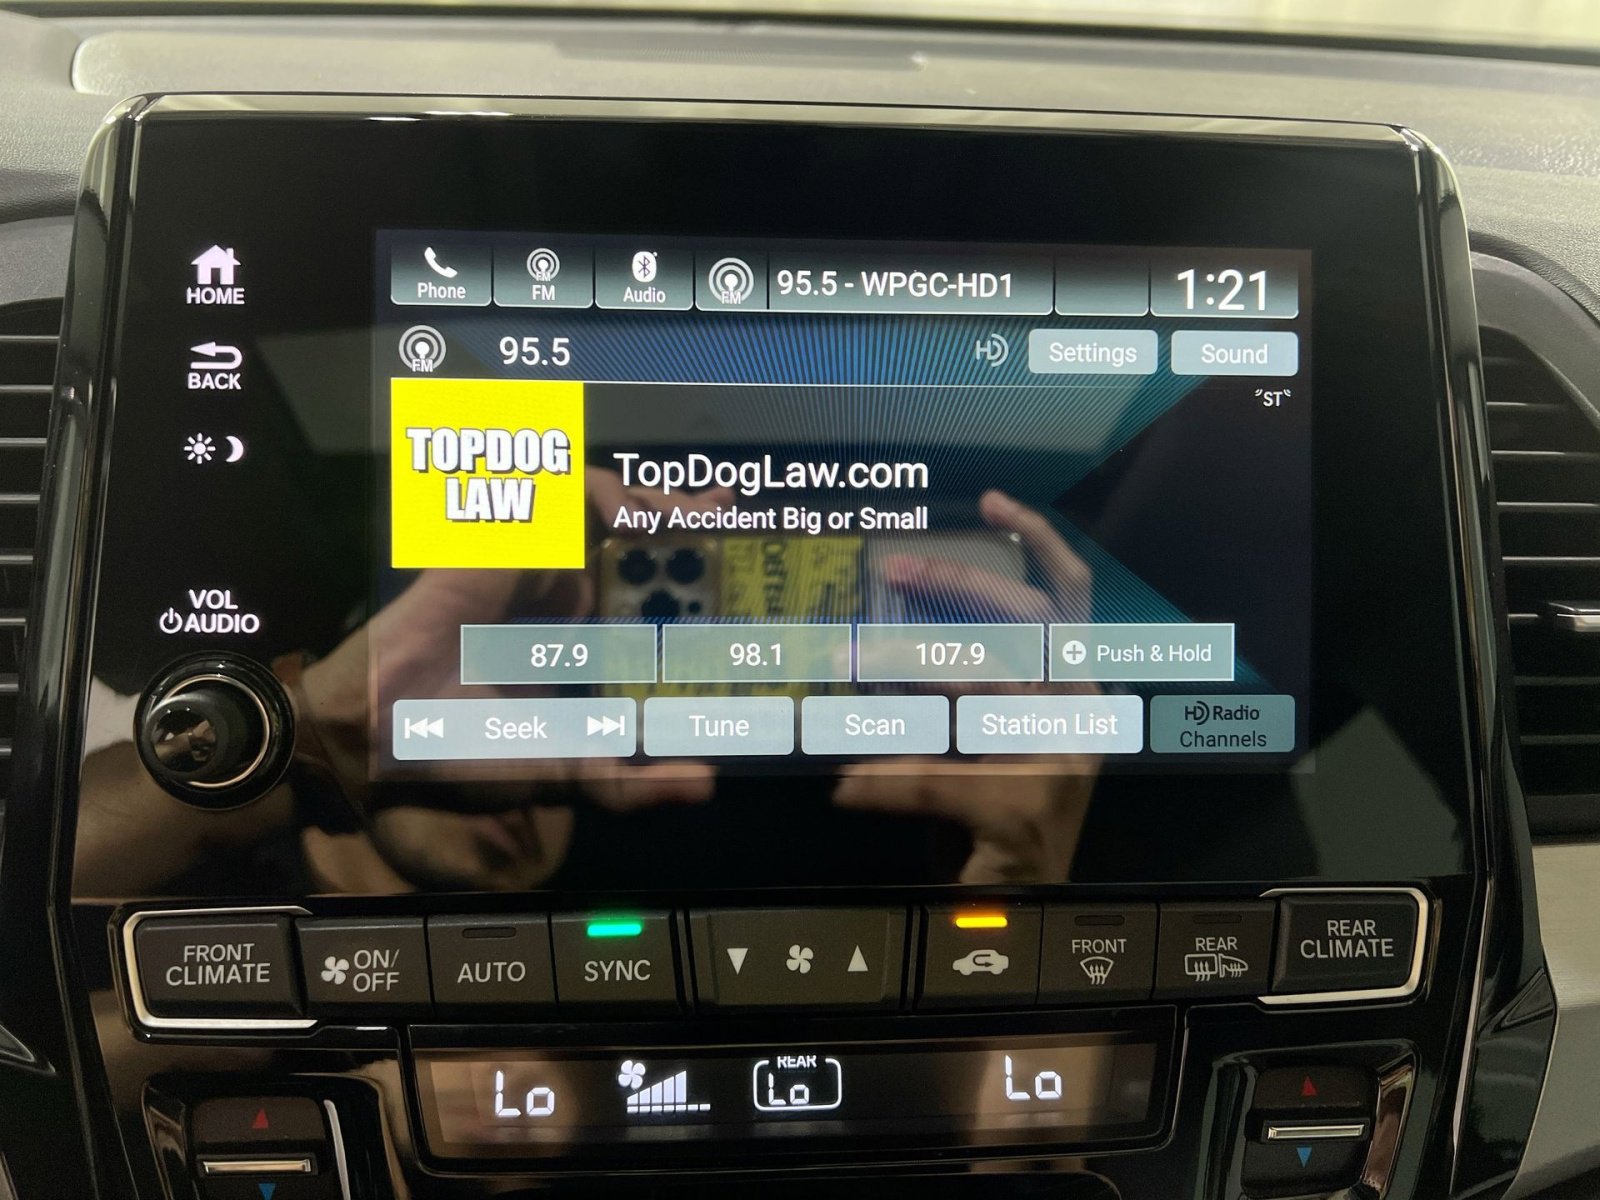 HOME
BACK
VOL
AUDIO
Phone
FM
Audio
FM
95.5 - WPGC-HD1
1:21
FM
95.5
HD
Settings
Sound
"ST"
TOPDOG
LAW
TopDogLaw.com
Any Accident Big or Small
87.9
98.1
107.9
Push & Hold
Seek
Tune
Scan
Station List
HD Radio
Channels
FRONT
CLIMATE
ON/
OFF
AUTO
SYNC
FRONT
REAR
REAR
CLIMATE
Lo
REAR
Lo
Lo